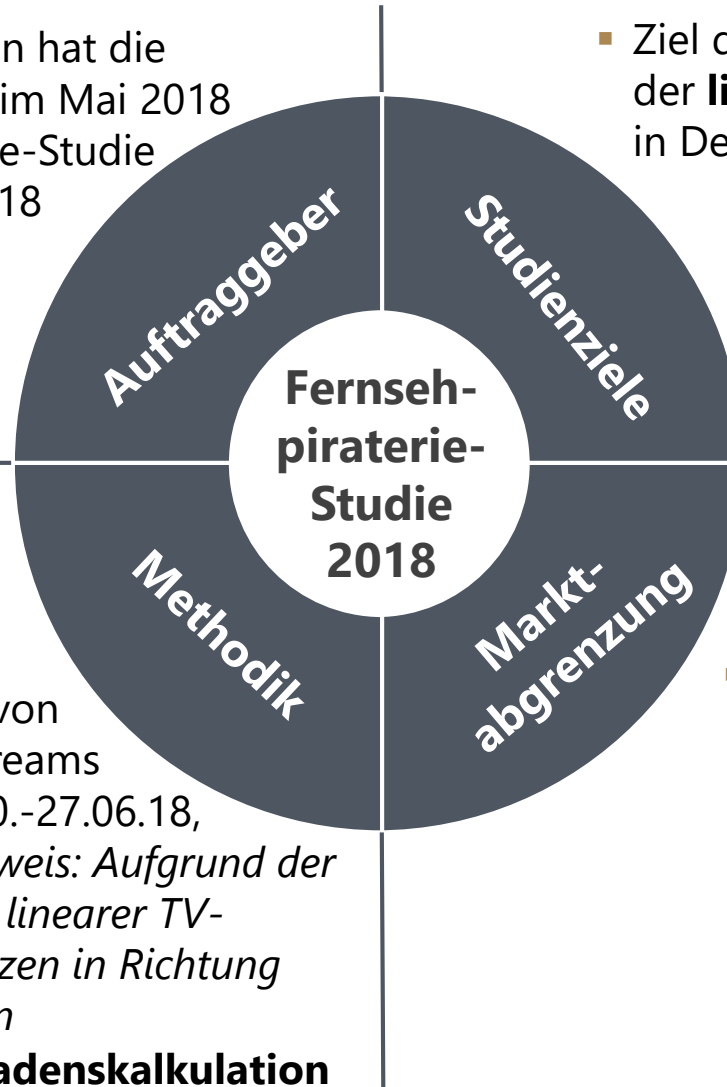 n hat die
im Mai 2018
e-Studie
18
Ziel
der li
in De
Auftraggeber
Studienziele
Fernseh-
piraterie-
Studie
2018
Methodik
Markt-
abgrenzung
von
reams
0.-27.06.18,
weis: Aufgrund der
linearer TV-
zen in Richtung
n
adenskalkulation